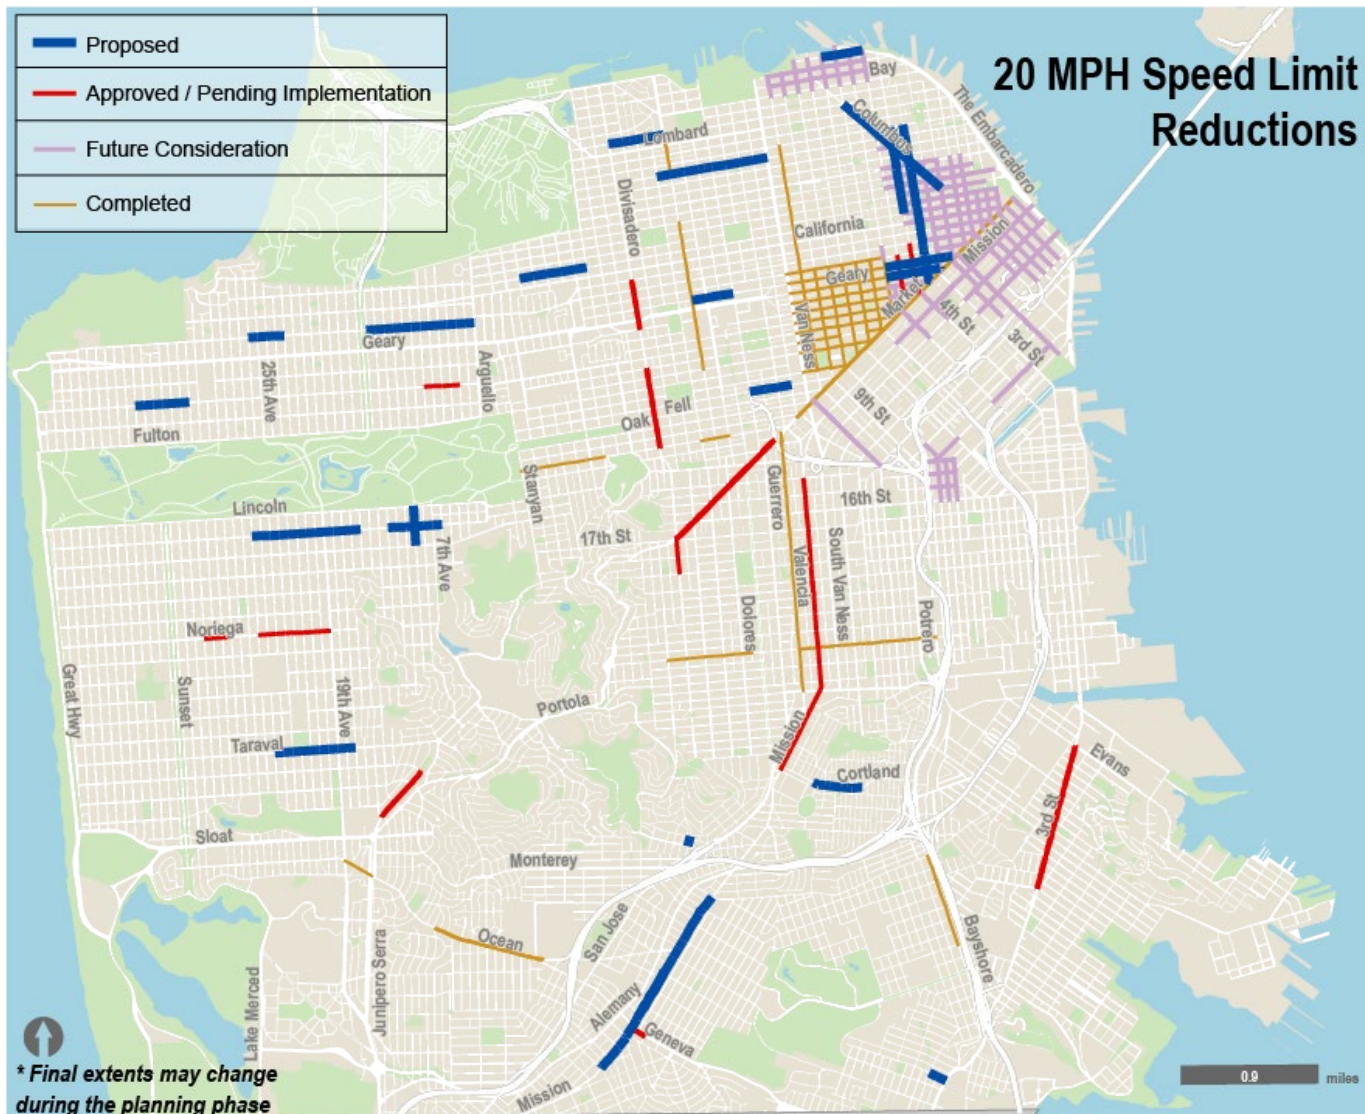 Proposed
Approved / Pending Implementation
Future Consideration
Completed
20 MPH Speed Limit
Reductions
Bay
The Embarcadero
Columbus
Lombard
Divisadero
California
Mission
Geary
Market
Van Ness
4th St
3rd St
Geary
25th Ave
Arguello
Fell
Oak
9th St
Fulton
Stanyan
Lincoln
Guerrero
16th St
17th St
7th Ave
Valencia
South Van Ness
Dolores
Potrero
Noriega
Great Hwy
Sunset
19th Ave
Portola
Taraval
Mission
Cortland
Evans
3rd St
Sloat
Monterey
Ocean
San Jose
Bayshore
Junipero Serra
Lake Merced
Alemany
Geneva
Mission
* Final extents may change
during the planning phase
0.9 miles